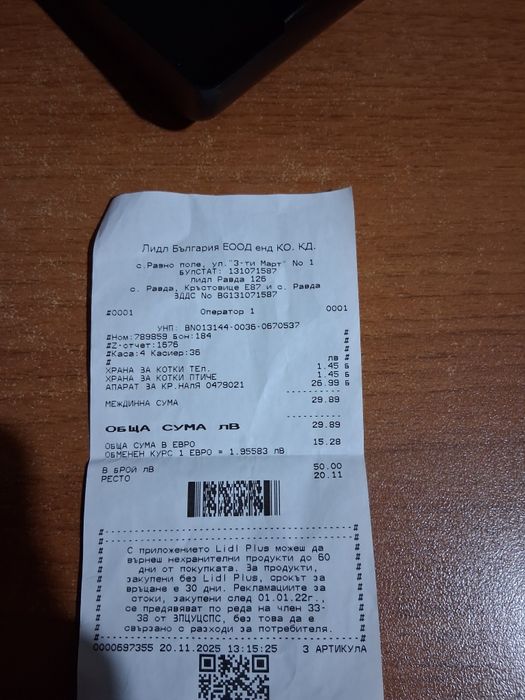 Лидл България ЕООД енд КО. КД.
с.Равно поле, ул."3-ти Март" No 1
БУЛСТАТ: 131071587
Лидл Равда 126
с. Равда, Кръстовище Е87 и с. Равда
ЗДДС No BG131071587
#0001 Оператор 1 0001
УНП: BN013144-0036-0670537
#Ном:789859 Бон:184 #
#Z-отчет:1676 #
#Каса:4 Касиер:36 #
# лв #
ХРАНА ЗА КОТКИ ТЕЛ. 1.45 Б
ХРАНА ЗА КОТКИ ПТИЧЕ 1.45 Б
АПАРАТ ЗА КР.НАЛЯ 0479021 26.99 Б
----------
МЕЖДИННА СУМА 29.89
----------
ОБЩА СУМА ЛВ 29.89
ОБЩА СУМА В ЕВРО 15.28
ОБМЕНЕН КУРС 1 ЕВРО = 1.95583 ЛВ
----------
В БРОЙ ЛВ 50.00
РЕСТО 20.11
С приложението Lidl Plus можеш да
върнеш нехранителни продукти до 60
дни от покупката. За продукти,
закупени без Lidl Plus, срокът за
връщане е 30 дни. Рекламациите за
стоки, закупени след 01.01.22г.,
се предявяват по реда на член 33-
38 от ЗПЦУЦСПС, без това да е
свързано с разходи за потребителя.
0000697355 20.11.2025 13:15:25 3 АРТИКУЛА